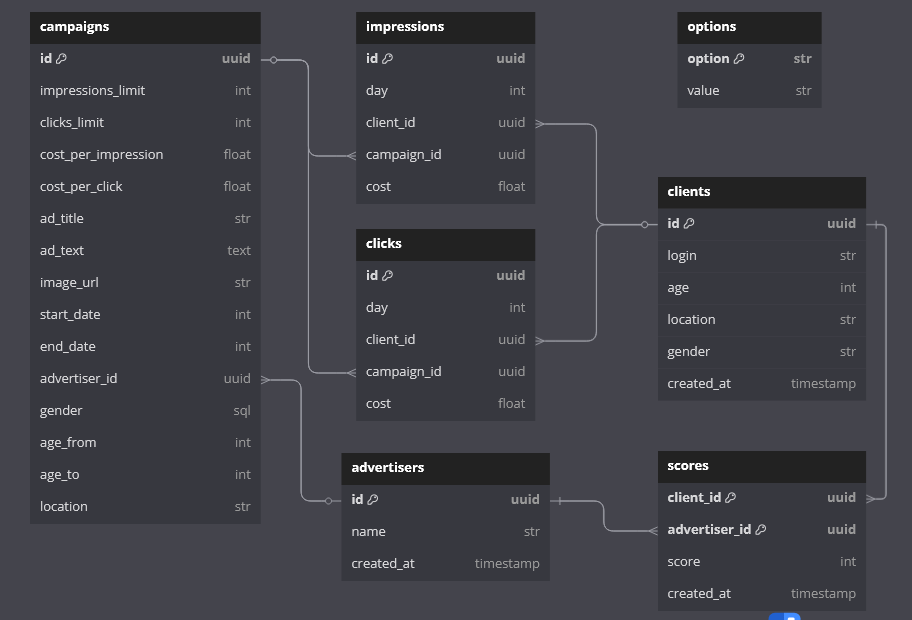 campaigns
id uuid
impressions_limit int
clicks_limit int
cost_per_impression float
cost_per_click float
ad_title str
ad_text text
image_url str
start_date int
end_date int
advertiser_id uuid
gender sql
age_from int
age_to int
location str
impressions
id uuid
day int
client_id uuid
campaign_id uuid
cost float
clicks
id uuid
day int
client_id uuid
campaign_id uuid
cost float
advertisers
id uuid
name str
created_at timestamp
options
option str
value str
clients
id uuid
login str
age int
location str
gender str
created_at timestamp
scores
client_id uuid
advertiser_id uuid
score int
created_at timestamp